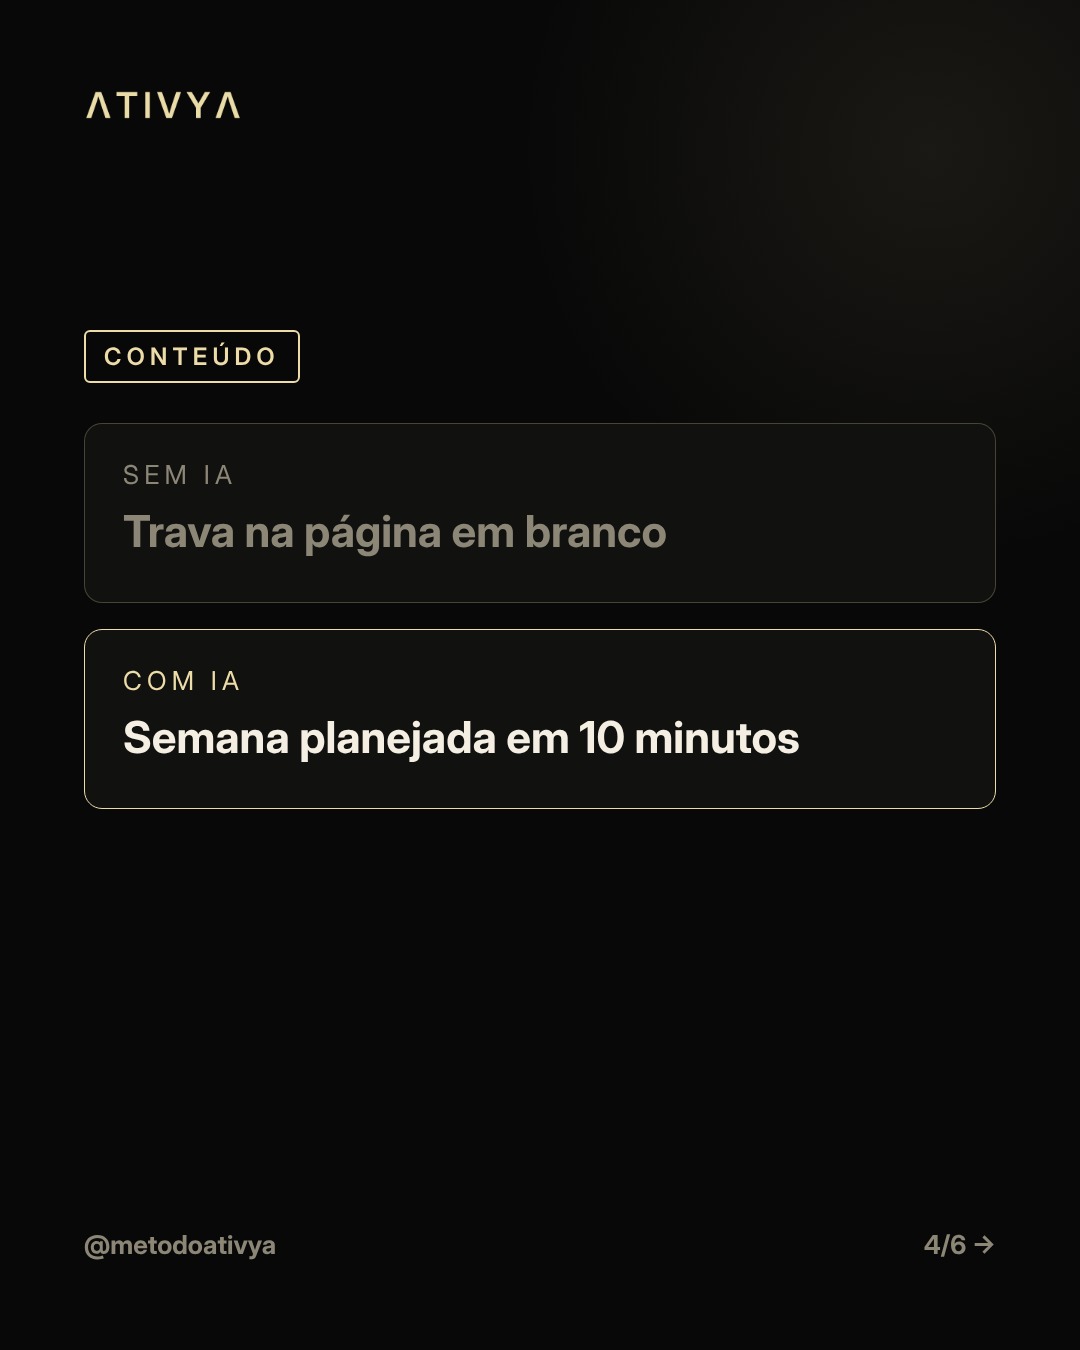 ATIVYA
CONTEÚDO
SEM IA
Trava na página em branco
COM IA
Semana planejada em 10 minutos
@metodoativya
4/6 →